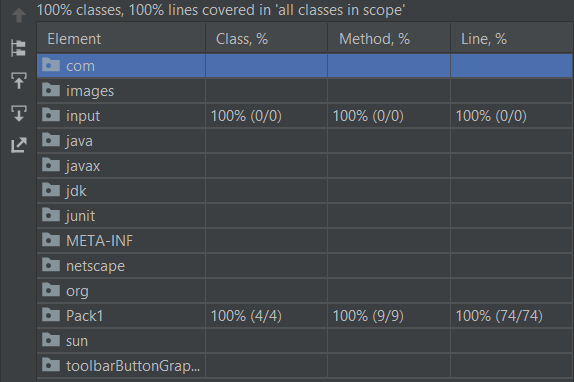 100% classes, 100% lines covered in 'all classes in scope'
Element Class, % Method, % Line, %
com
images
input 100% (0/0) 100% (0/0) 100% (0/0)
java
javax
jdk
junit
META-INF
netscape
org
Pack1 100% (4/4) 100% (9/9) 100% (74/74)
sun
toolbarButtonGrap...